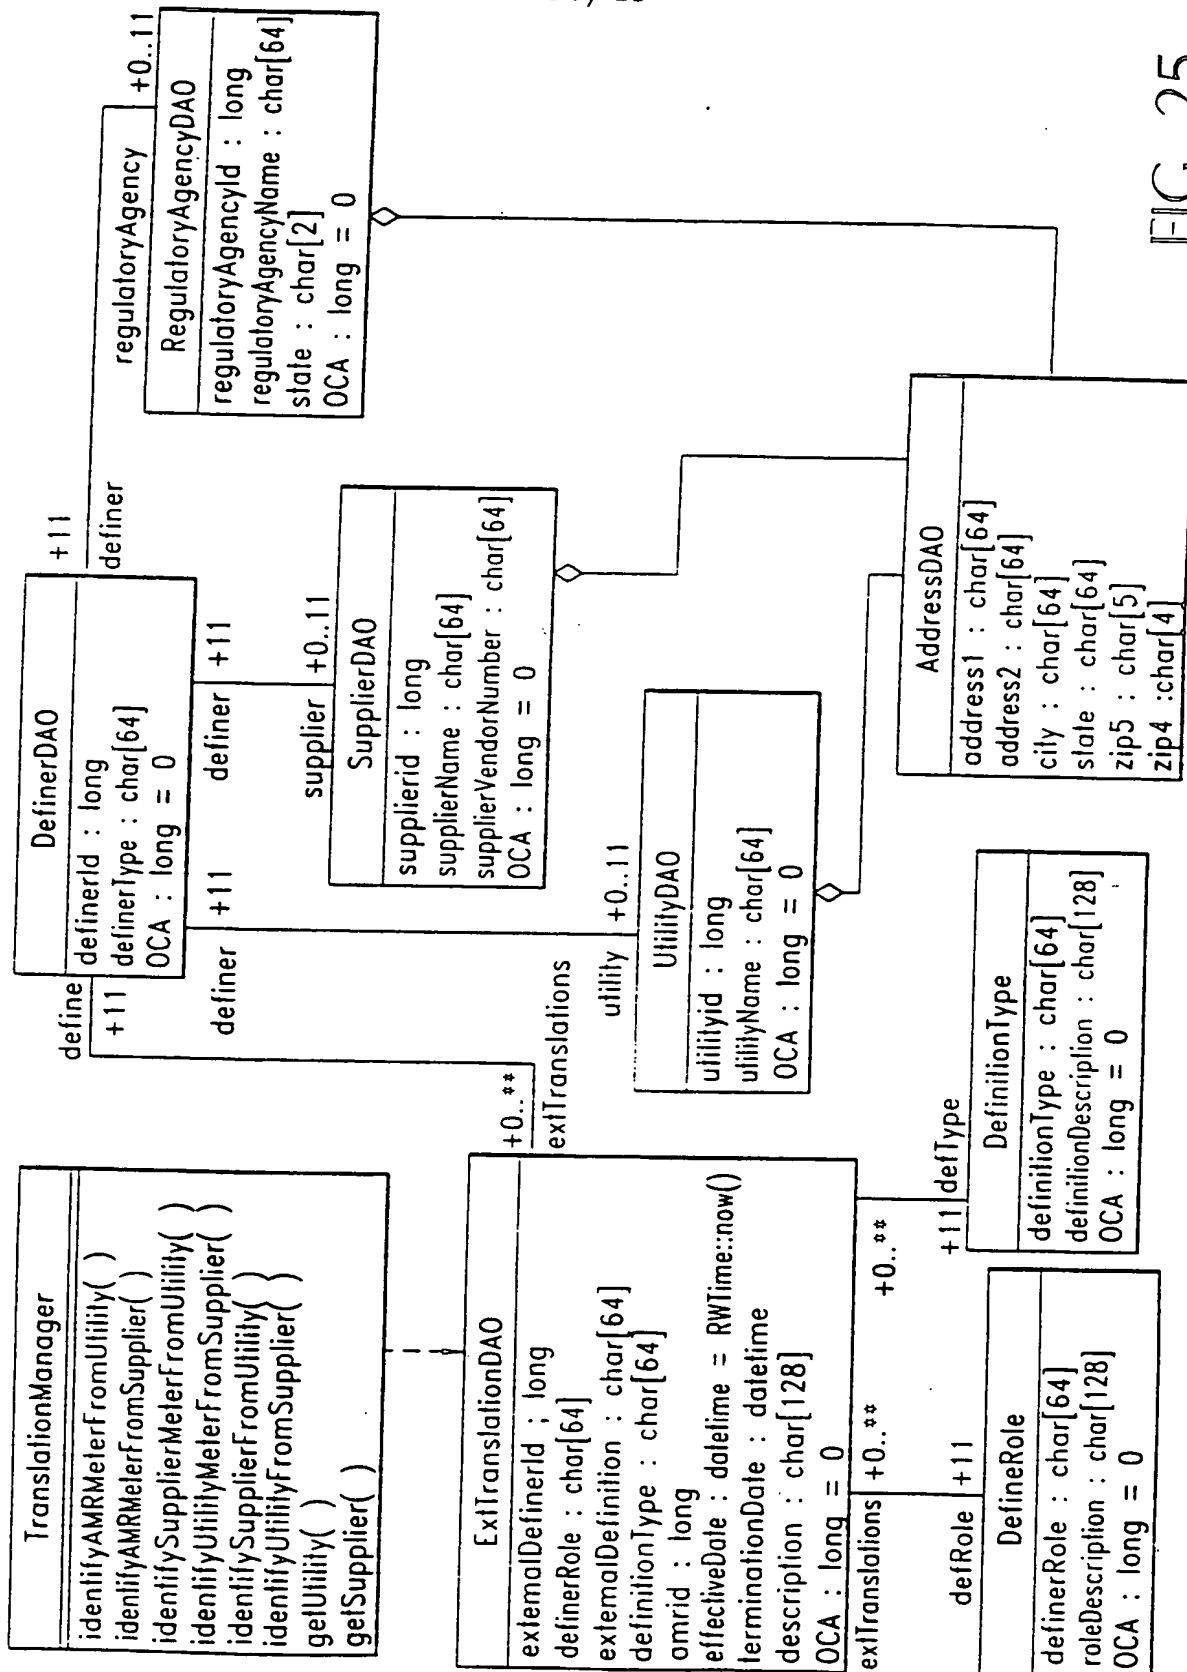 TranslationManager
identifyAMRMeterFromUtility( )
identifyAMRMeterFromSupplier( )
identifySupplierMeterFromUtility( )
identifyUtilityMeterFromSupplier( )
identifySupplierFromUtility( )
identifyUtilityFromSupplier( )
getUtility( )
getSupplier( )
define
+11
DefinerDAO
definerId : long
definerType : char[64]
OCA : long = 0
+11
definer
regulatoryAgency
+0..11
RegulatoryAgencyDAO
regulatoryAgencyId : long
regulatoryAgencyName : char[64]
state : char[2]
OCA : long = 0
definer
+11
definer
+11
supplier
+0..11
SupplierDAO
supplierid : long
supplierName : char[64]
supplierVendorNumber : char[64]
OCA : long = 0
+0..**
extTranslations
utility
+0..11
UtilityDAO
utilityid : long
utilityName : char[64]
OCA : long = 0
ExtTranslationDAO
externalDefinerId ; long
definerRole : char[64]
externalDefinition : char[64]
definitionType : char[64]
amrid : long
effectiveDate : datetime = RWTime::now()
terminationDate : datetime
description : char[128]
OCA : long = 0
extTranslations
+0..**
+0..**
defRole
+11
+11
defType
DefineRole
definerRole : char[64]
roleDescription : char[128]
OCA : long = 0
DefinitionType
definitionType : char[64]
definitionDescription : char[128]
OCA : long = 0
AddressDAO
address1 : char[64]
address2 : char[64]
city : char[64]
state : char[64]
zip5 : char[5]
zip4 :char[4]
FIG. 25